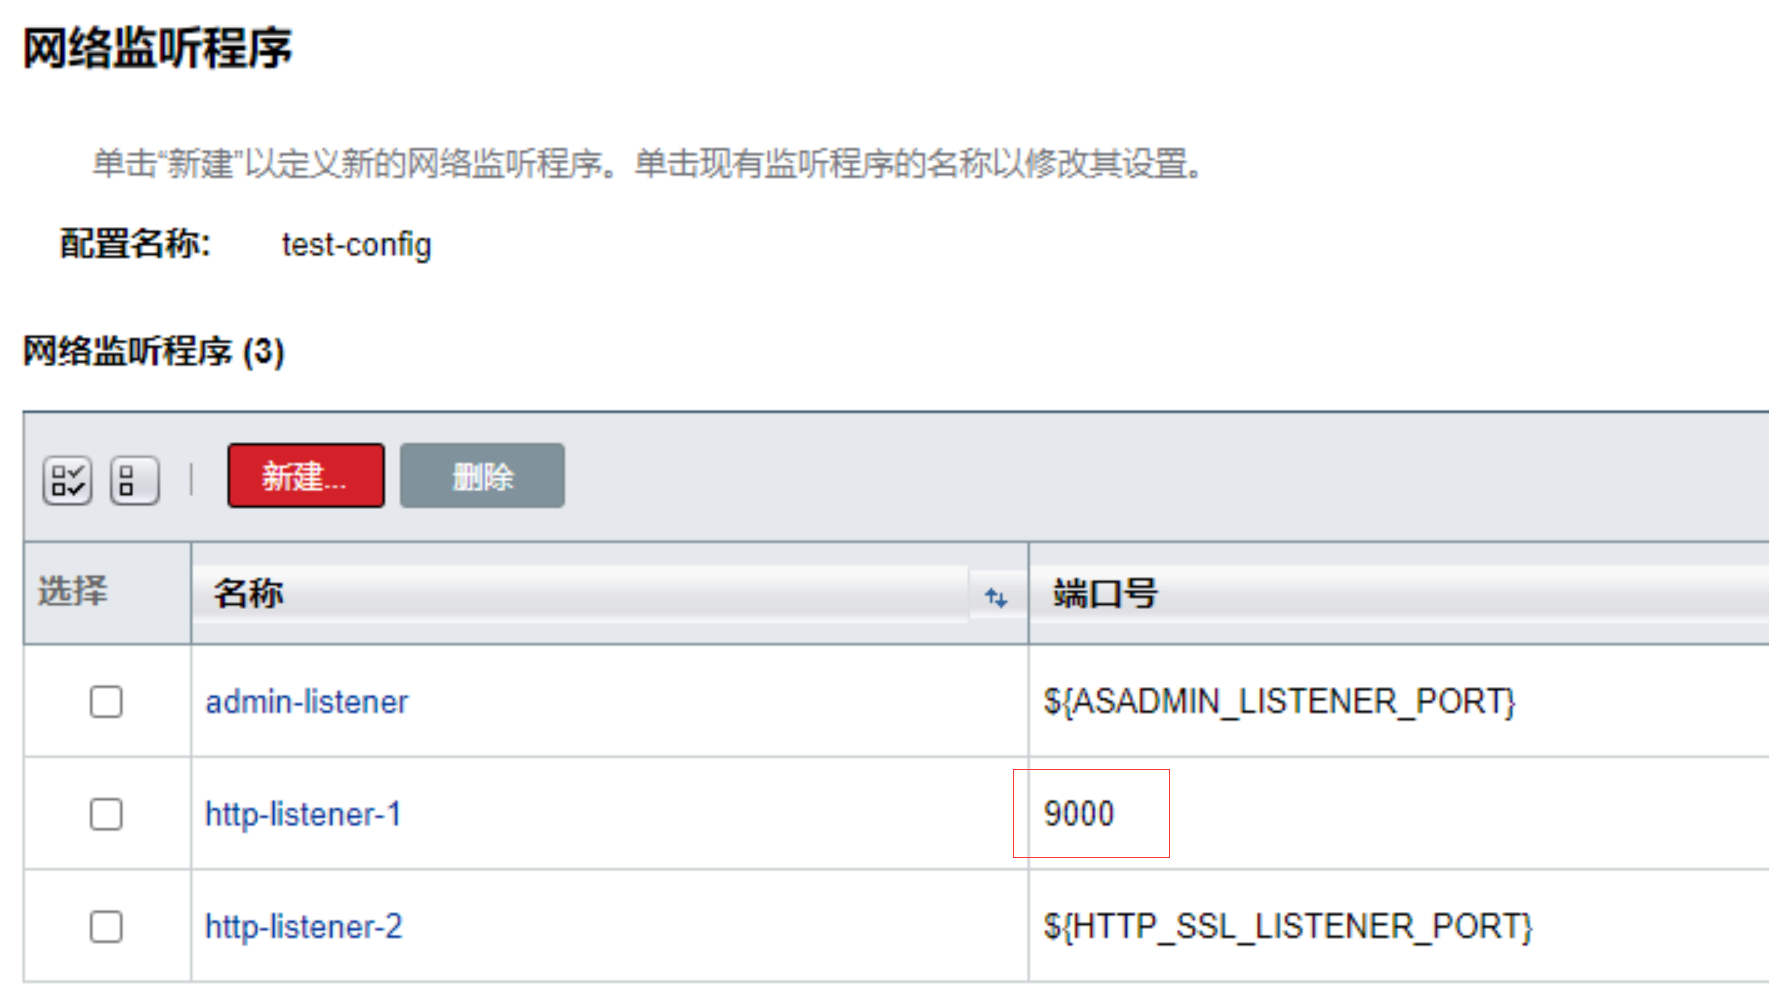 网络监听程序
单击“新建”以定义新的网络监听程序。单击现有监听程序的名称以修改其设置。
配置名称: test-config
网络监听程序 (3)
新建... 删除
选择 名称 端口号
admin-listener ${ASADMIN_LISTENER_PORT}
http-listener-1 9000
http-listener-2 ${HTTP_SSL_LISTENER_PORT}